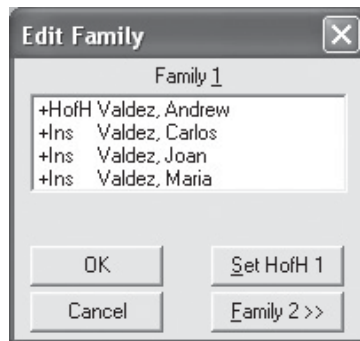 Edit Family
Family 1
+HofH Valdez, Andrew
+Ins Valdez, Carlos
+Ins Valdez, Joan
+Ins Valdez, Maria
OK
Set HofH 1
Cancel
Family 2 >>